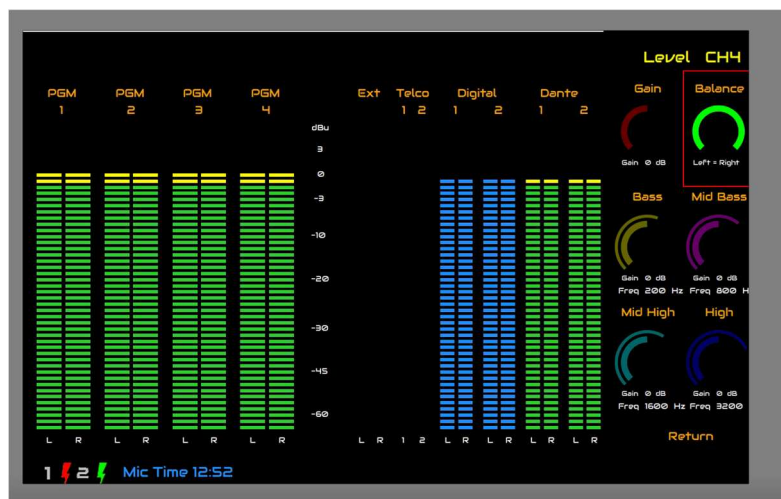 Level CH4
PGM PGM PGM PGM Ext Telco Digital Dante Gain Balance
1 2 3 4 1 2 1 2 1 2
dBu
3
0
-3
-10
-20
-30
-45
-60
Gain 0 dB Left = Right
Bass Mid Bass
Gain 0 dB Gain 0 dB
Freq 200 Hz Freq 800 H
Mid High High
Gain 0 dB Gain 0 dB
Freq 1600 Hz Freq 3200
Return
L R L R L R L R L R 1 2 L R L R L R L R
1 2 Mic Time 12:52